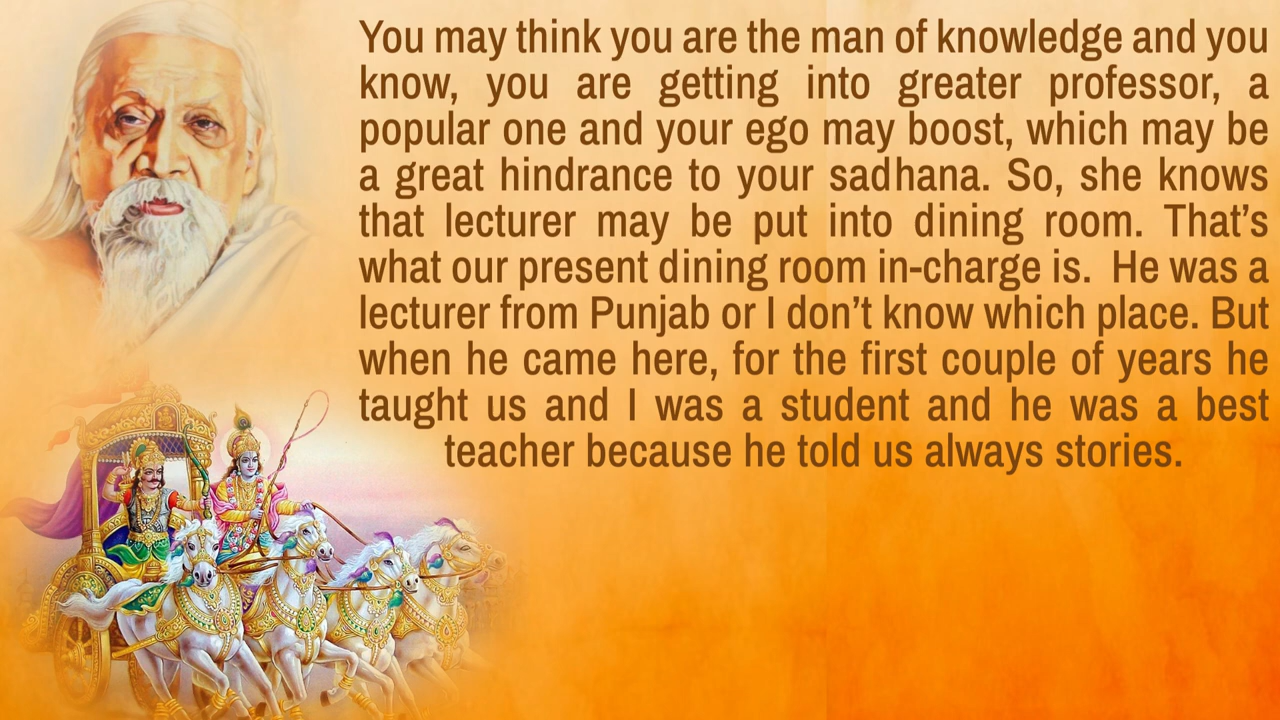 You may think you are the man of knowledge and you
know, you are getting into greater professor, a
popular one and your ego may boost, which may be
a great hindrance to your sadhana. So, she knows
that lecturer may be put into dining room. That’s
what our present dining room in-charge is.  He was a
lecturer from Punjab or I don’t know which place. But
when he came here, for the first couple of years he
taught us and I was a student and he was a best
teacher because he told us always stories.